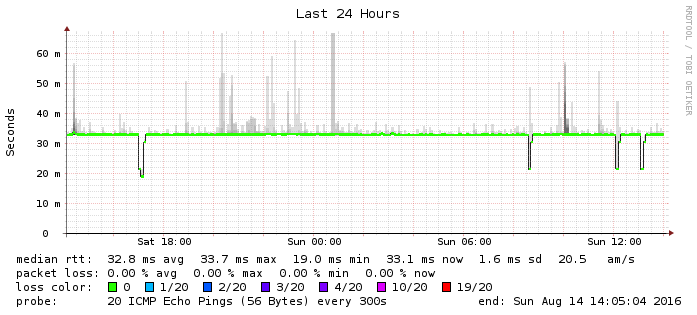 Last 24 Hours
RRDTOOL / TOBI OETIKER
Seconds
60 m
50 m
40 m
30 m
20 m
10 m
0
Sat 18:00 Sun 00:00 Sun 06:00 Sun 12:00
median rtt: 32.8 ms avg 33.7 ms max 19.0 ms min 33.1 ms now 1.6 ms sd 20.5 am/s
packet loss: 0.00 % avg 0.00 % max 0.00 % min 0.00 % now
loss color: 0 1/20 2/20 3/20 4/20 10/20 19/20
probe: 20 ICMP Echo Pings (56 Bytes) every 300s end: Sun Aug 14 14:05:04 2016